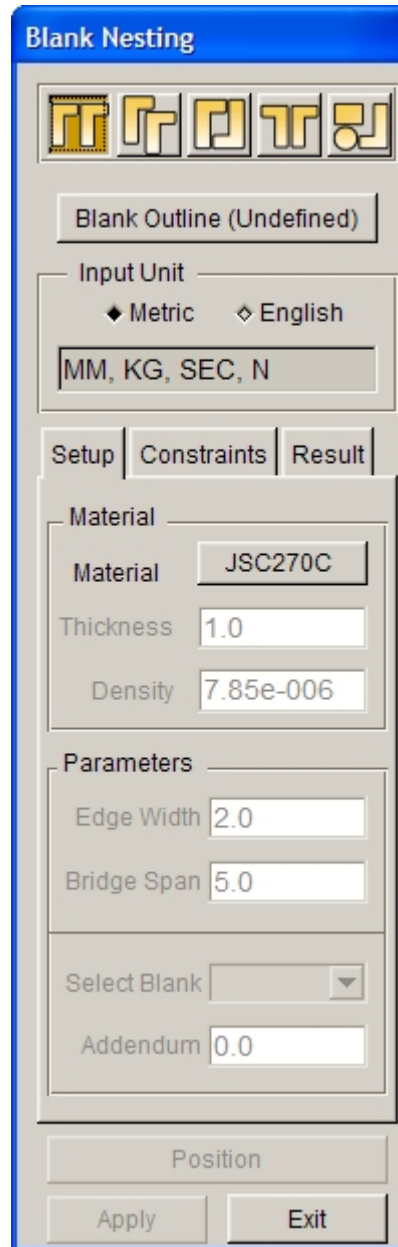 Blank Nesting
Blank Outline (Undefined)
Input Unit
Metric English
MM, KG, SEC, N
Setup Constraints Result
Material
Material JSC270C
Thickness 1.0
Density 7.85e-006
Parameters
Edge Width 2.0
Bridge Span 5.0
Select Blank
Addendum 0.0
Position
Apply Exit